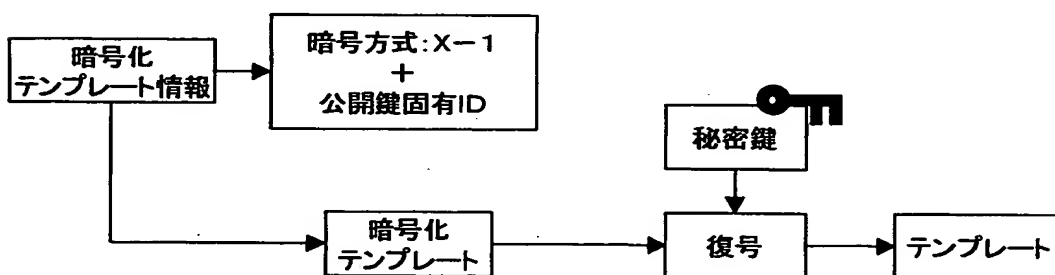 暗号化
テンプレート情報
暗号方式:X-1
+
公開鍵固有ID
秘密鍵
暗号化
テンプレート
復号
テンプレート